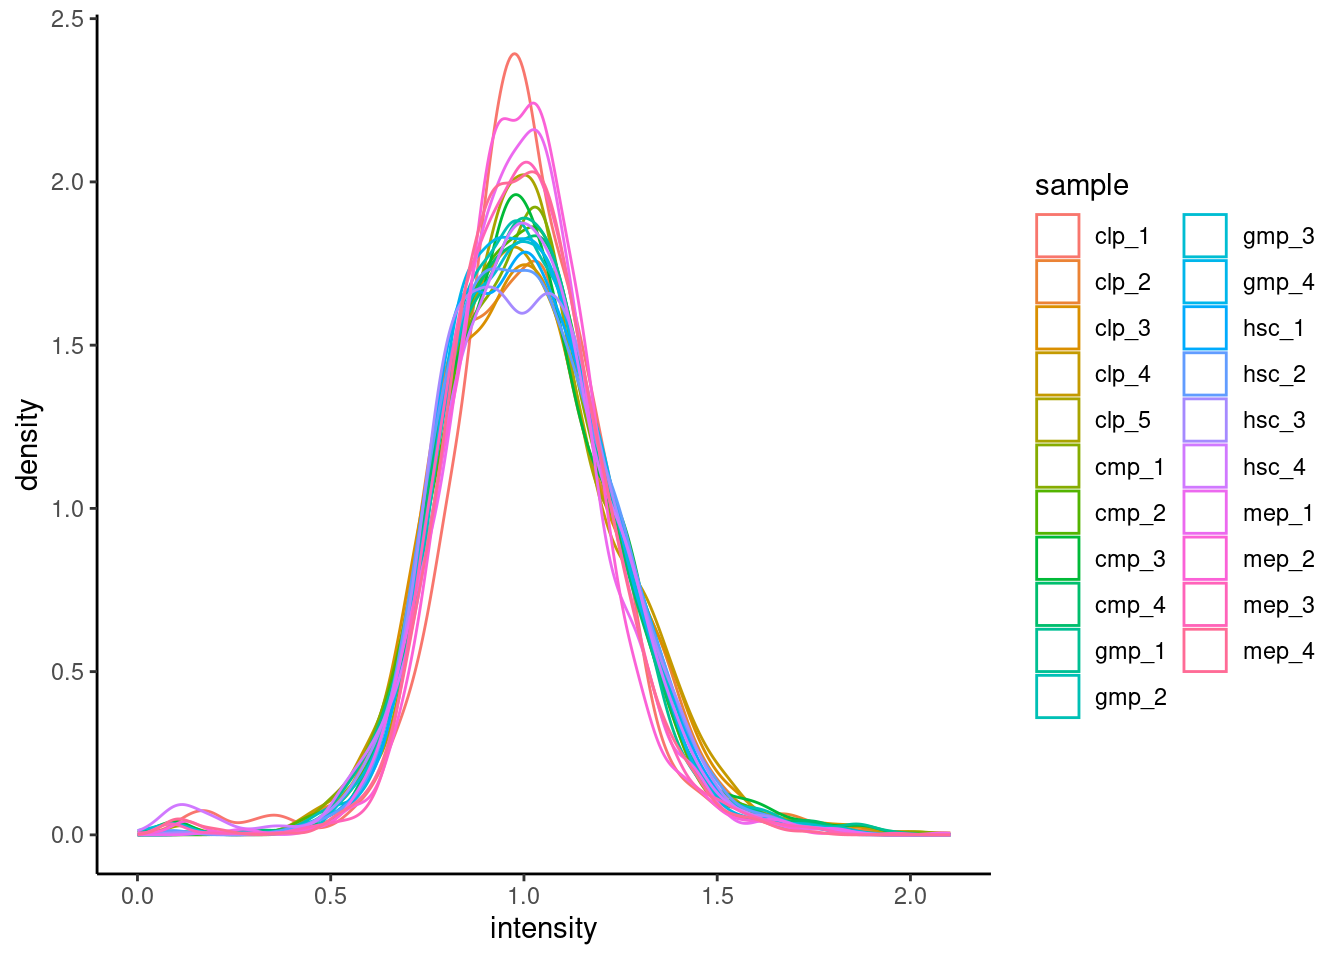 2.5
2.0
1.5
1.0
0.5
0.0
density
0.0 0.5 1.0 1.5 2.0
intensity
sample
clp_1
clp_2
clp_3
clp_4
clp_5
cmp_1
cmp_2
cmp_3
cmp_4
gmp_1
gmp_2
gmp_3
gmp_4
hsc_1
hsc_2
hsc_3
hsc_4
mep_1
mep_2
mep_3
mep_4